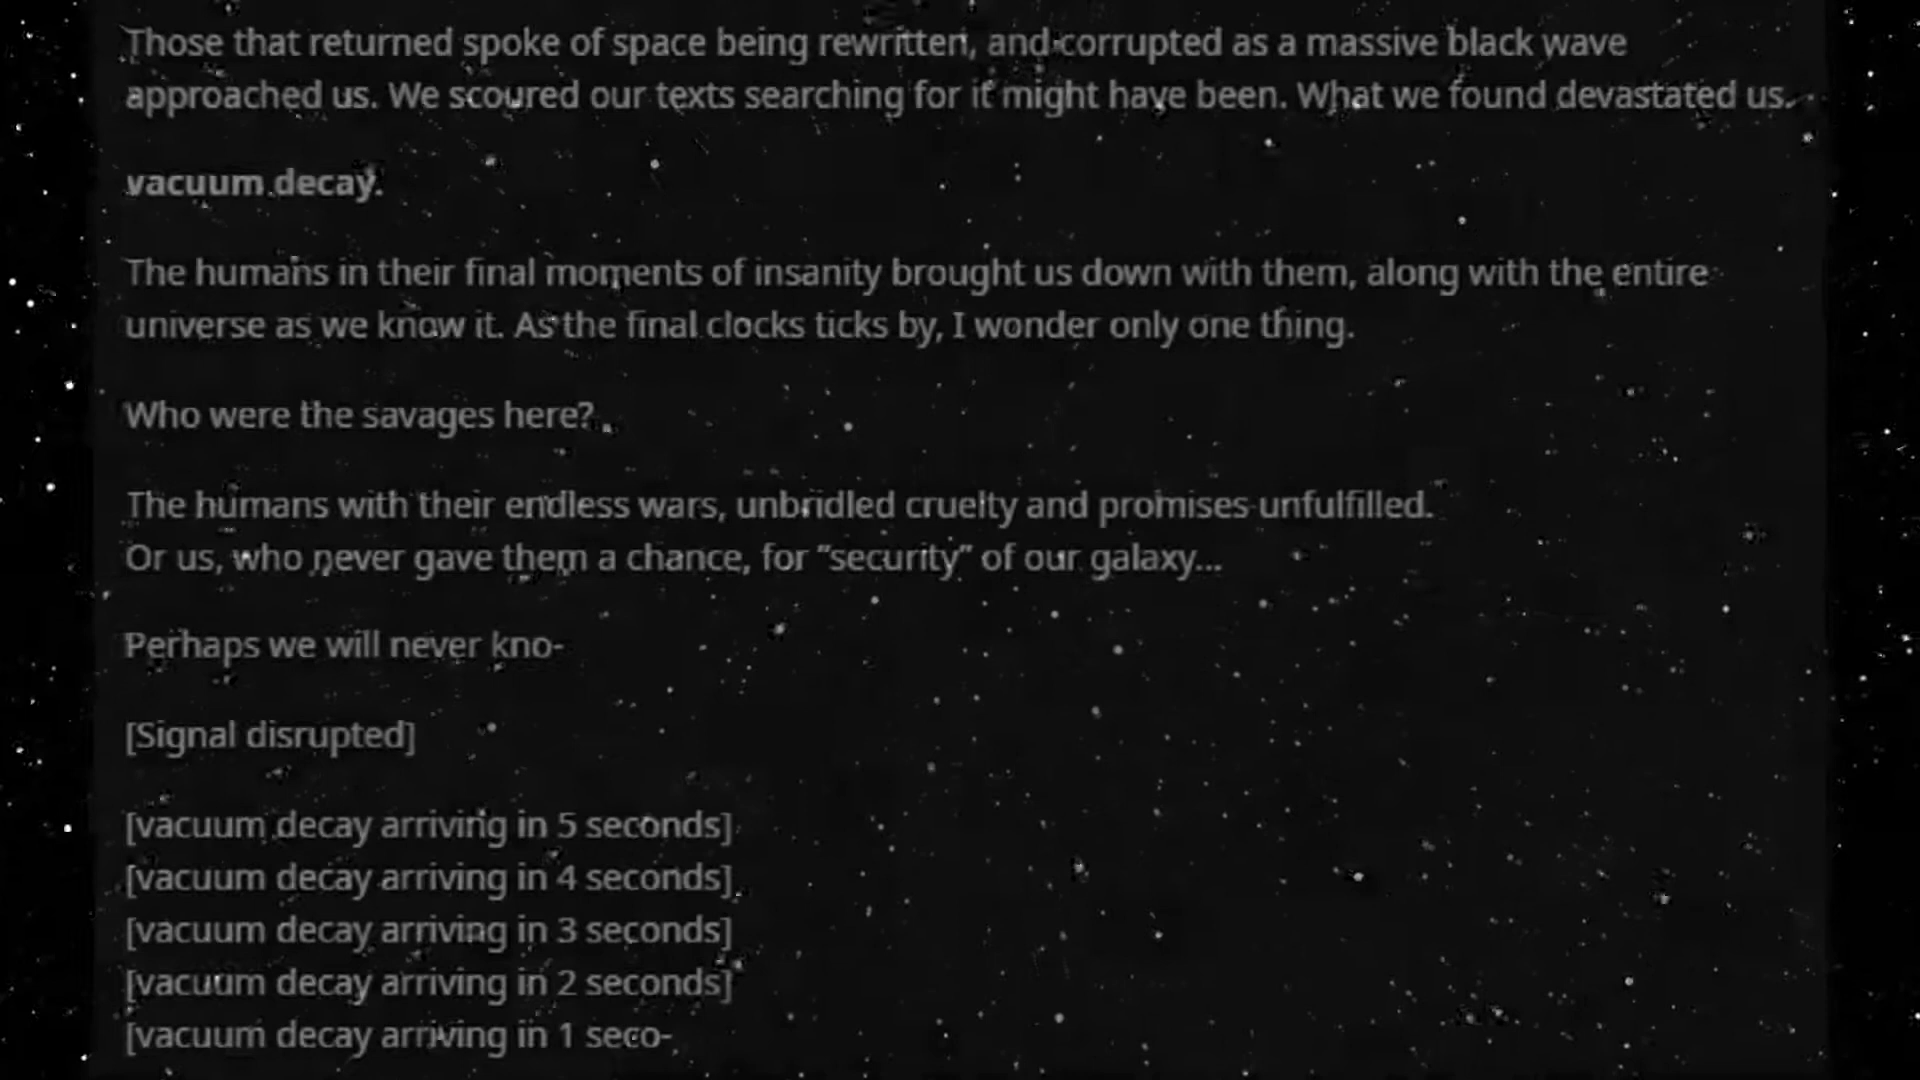 Those that returned spoke of space being rewritten, and corrupted as a massive black wave
approached us. We scoured our texts searching for it might have been. What we found devastated us.
vacuum decay.
The humans in their final moments of insanity brought us down with them, along with the entire
universe as we know it. As the final clocks ticks by, I wonder only one thing.
Who were the savages here?
The humans with their endless wars, unbridled cruelty and promises unfulfilled.
Or us, who never gave them a chance, for “security” of our galaxy...
Perhaps we will never kno-
[Signal disrupted]
[vacuum decay arriving in 5 seconds]
[vacuum decay arriving in 4 seconds]
[vacuum decay arriving in 3 seconds]
[vacuum decay arriving in 2 seconds]
[vacuum decay arriving in 1 seco-